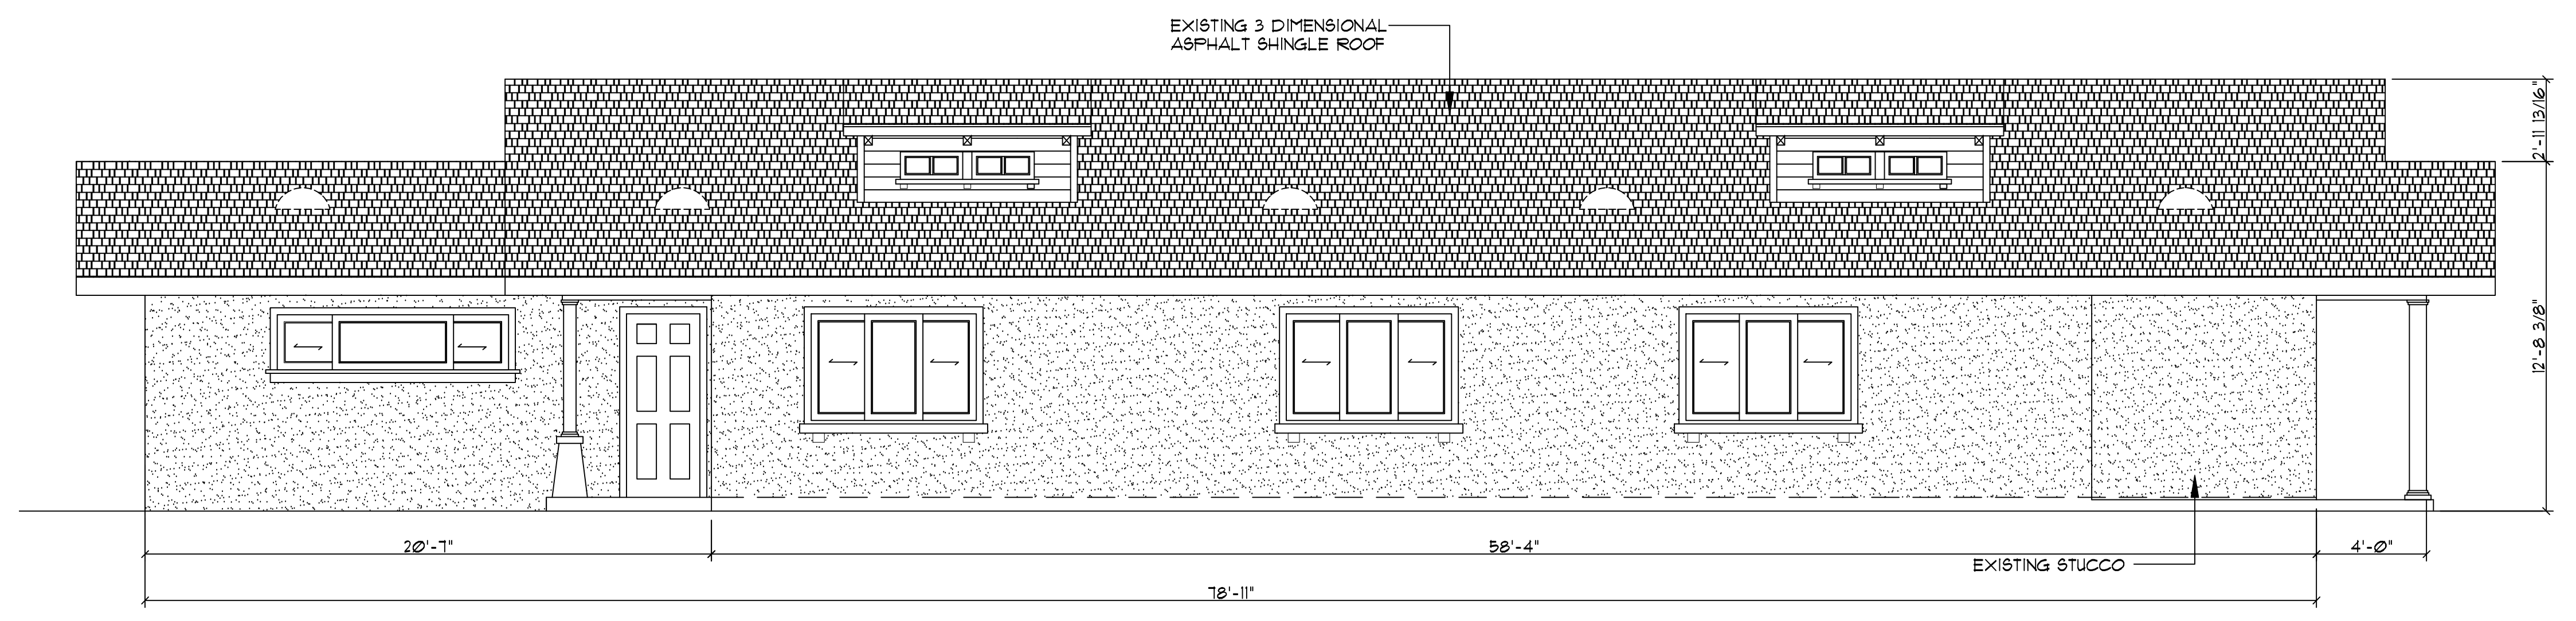 EXISTING 3 DIMENSIONAL
ASPHALT SHINGLE ROOF
2'-11 13/16"
12'-8 3/8"
20'-7"
58'-4"
4'-0"
EXISTING STUCCO
78'-11"